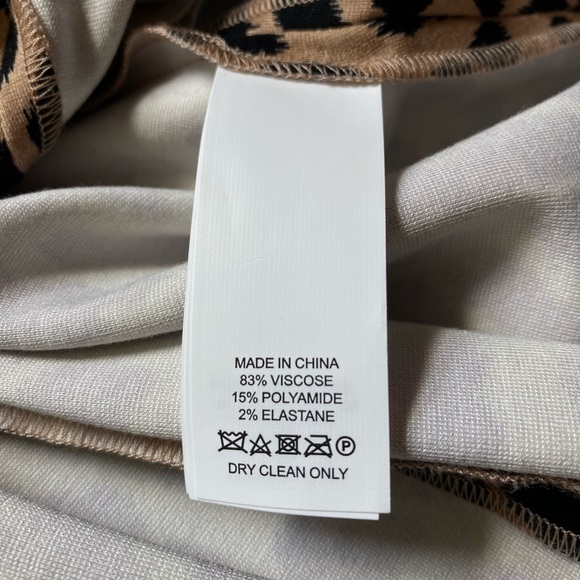 MADE IN CHINA
83% VISCOSE
15% POLYAMIDE
2% ELASTANE
P
DRY CLEAN ONLY